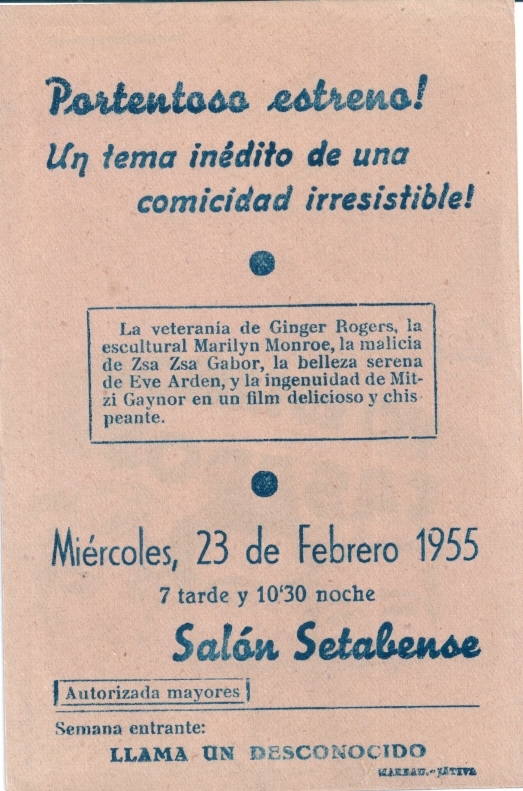 Portentoso estreno!
Un tema inédito de una
comicidad irresistible!
La veteranía de Ginger Rogers, la
escultural Marilyn Monroe, la malicia
de Zsa Zsa Gabor, la belleza serena
de Eve Arden, y la ingenuidad de Mit-
zi Gaynor en un film delicioso y chis-
peante.
Miércoles, 23 de Febrero 1955
7 tarde y 10'30 noche
Salón Setabense
Autorizada mayores
Semana entrante:
LLAMA UN DESCONOCIDO
MARBAU.-JÁTIVA